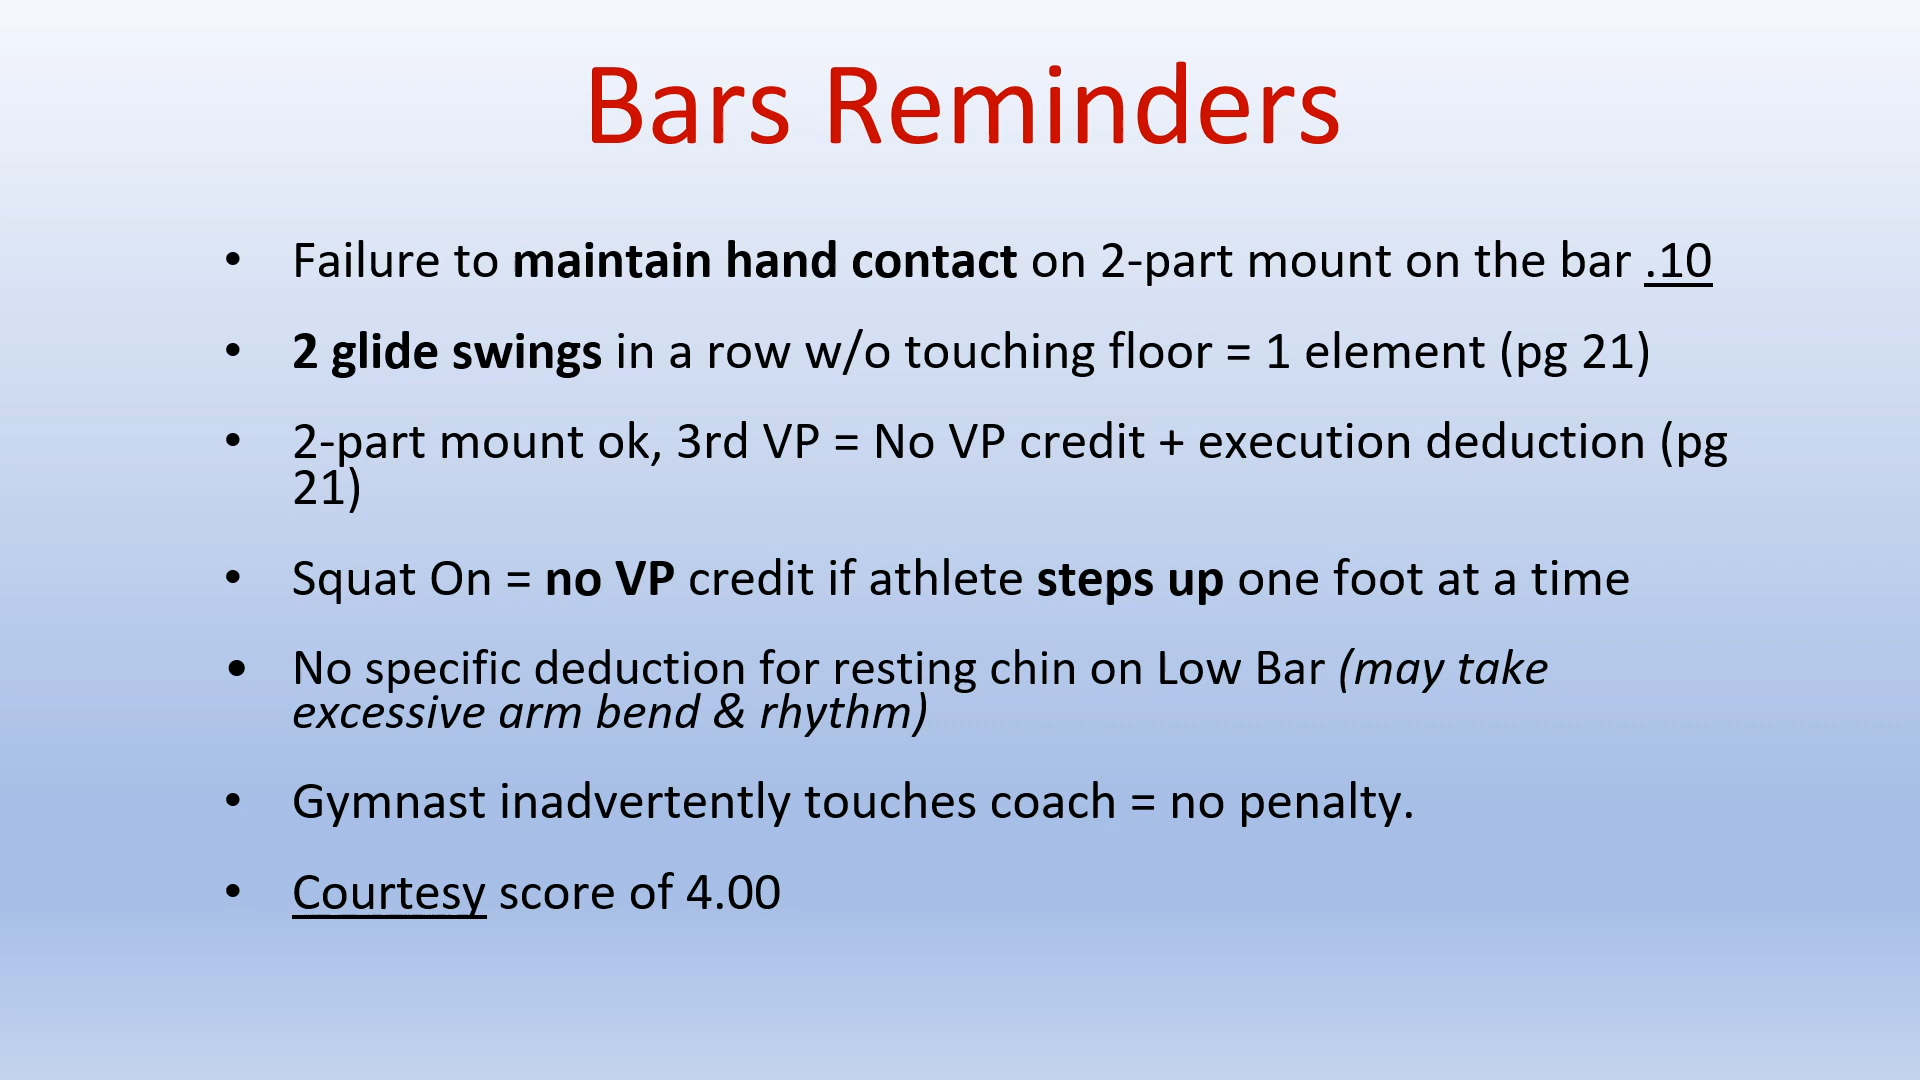 Bars Reminders
• Failure to maintain hand contact on 2-part mount on the bar .10
• 2 glide swings in a row w/o touching floor = 1 element (pg 21)
• 2-part mount ok, 3rd VP = No VP credit + execution deduction (pg
21)
• Squat On = no VP credit if athlete steps up one foot at a time
• No specific deduction for resting chin on Low Bar (may take
excessive arm bend & rhythm)
• Gymnast inadvertently touches coach = no penalty.
• Courtesy score of 4.00